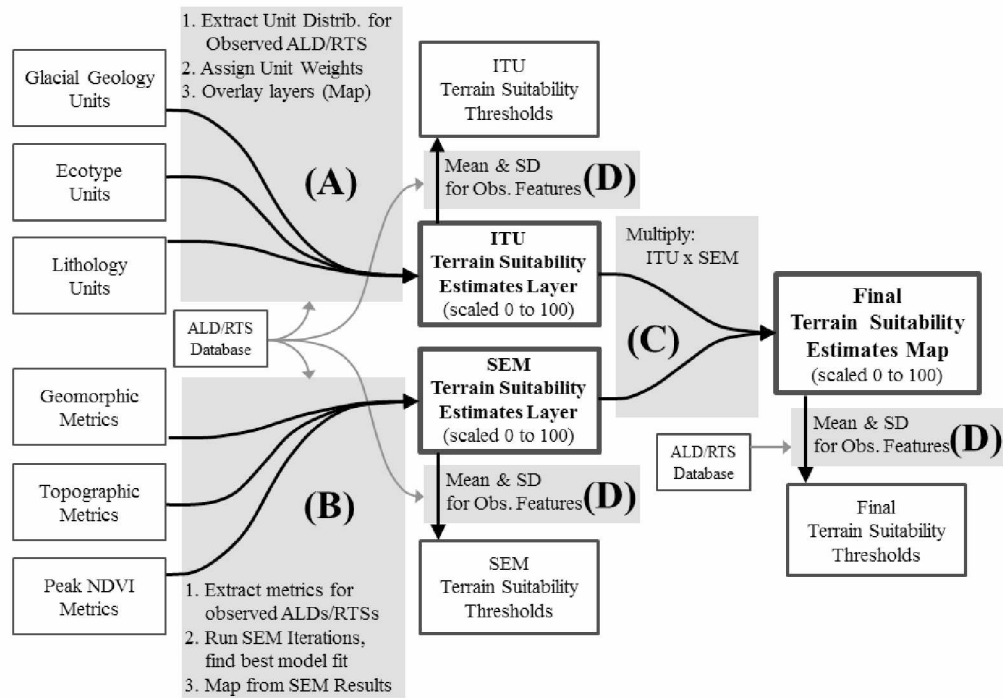 1. Extract Unit Distrib. for
Observed ALD/RTS
2. Assign Unit Weights
3. Overlay layers (Map)
Glacial Geology
Units
Ecotype
Units
Lithology
Units
(A)
ITU
Terrain Suitability
Thresholds
Mean & SD
for Obs. Features
(D)
ITU
Terrain Suitability
Estimates Layer
(scaled 0 to 100)
Multiply:
ITU x SEM
(C)
ALD/RTS
Database
Final
Terrain Suitability
Estimates Map
(scaled 0 to 100)
SEM
Terrain Suitability
Estimates Layer
(scaled 0 to 100)
Geomorphic
Metrics
Topographic
Metrics
Peak NDVI
Metrics
(B)
1. Extract metrics for
observed ALDs/RTSs
2. Run SEM Iterations,
find best model fit
3. Map from SEM Results
Mean & SD
for Obs. Features
(D)
SEM
Terrain Suitability
Thresholds
ALD/RTS
Database
Mean & SD
for Obs. Features
(D)
Final
Terrain Suitability
Thresholds